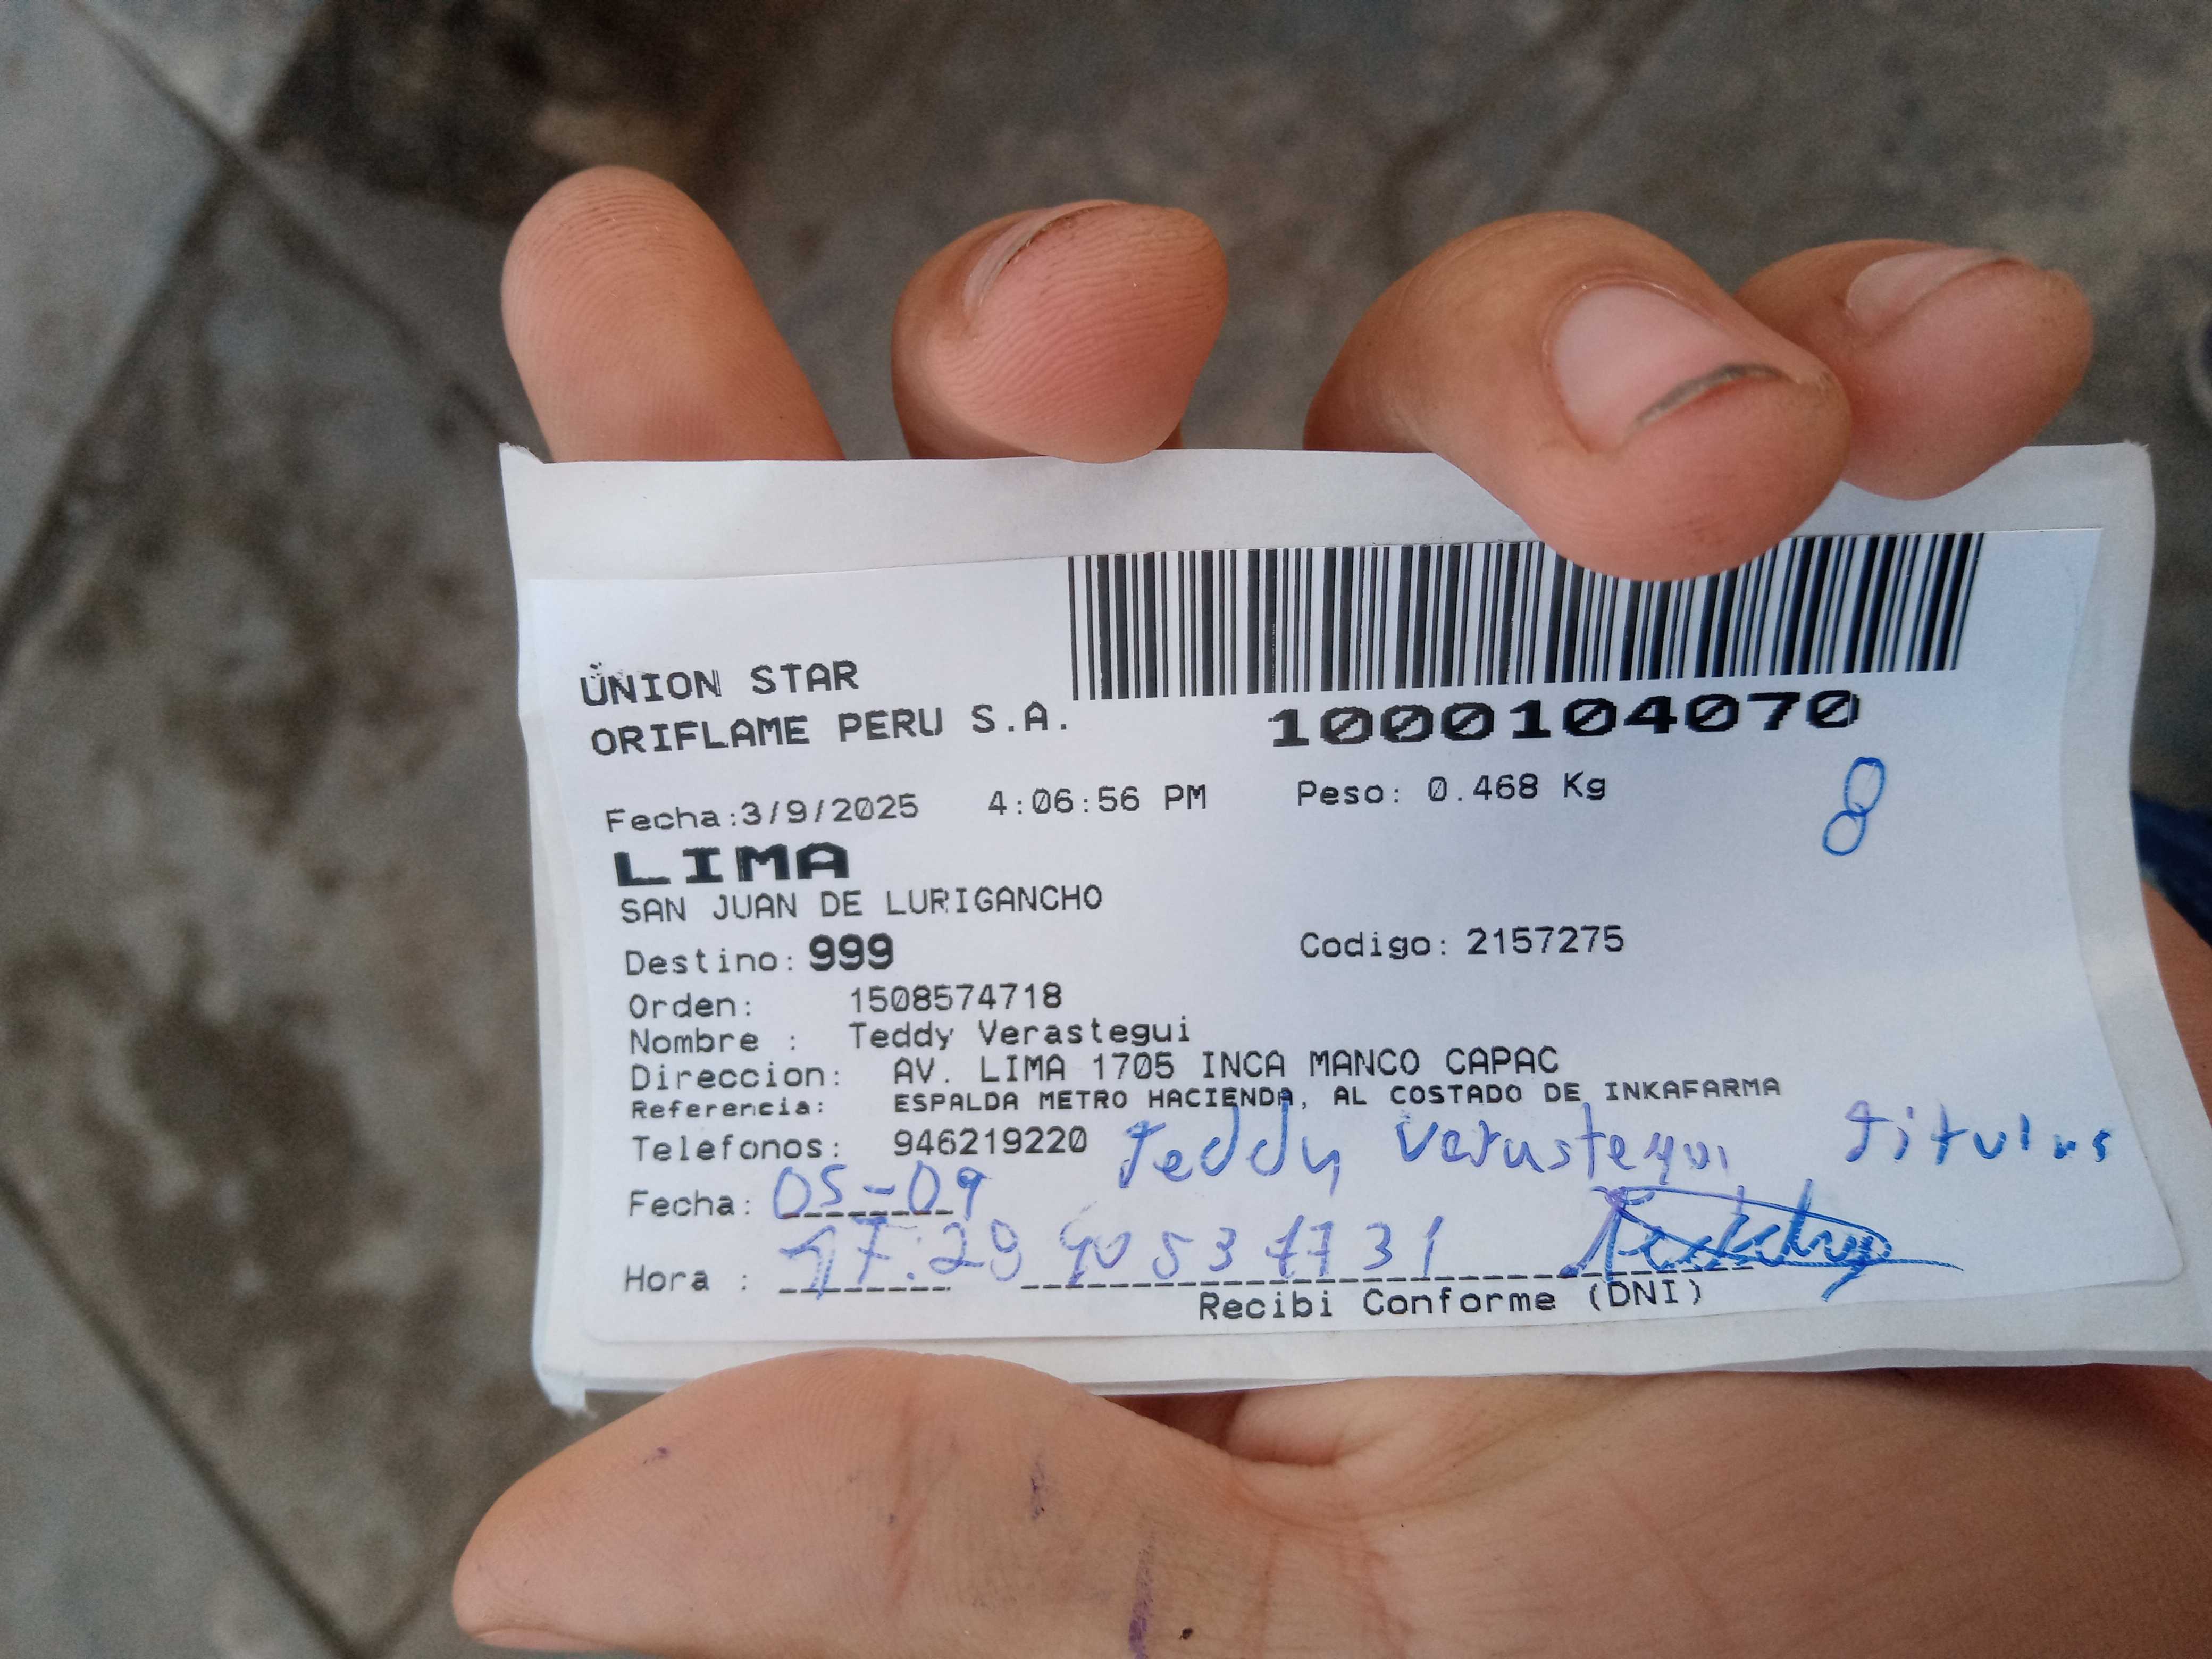 UNION STAR
ORIFLAME PERU S.A.
1000104070
Fecha:3/9/2025 4:06:56 PM Peso: 0.468 Kg
8
LIMA
SAN JUAN DE LURIGANCHO
Destino: 999 Codigo: 2157275
Orden: 1508574718
Nombre : Teddy Verastegui
Direccion: AV. LIMA 1705 INCA MANCO CAPAC
Referencia: ESPALDA METRO HACIENDA, AL COSTADO DE INKAFARMA
Telefonos: 946219220 Teddy Verastegui
Fecha: 05-09
Hora : 17:29
Recibi Conforme (DNI)